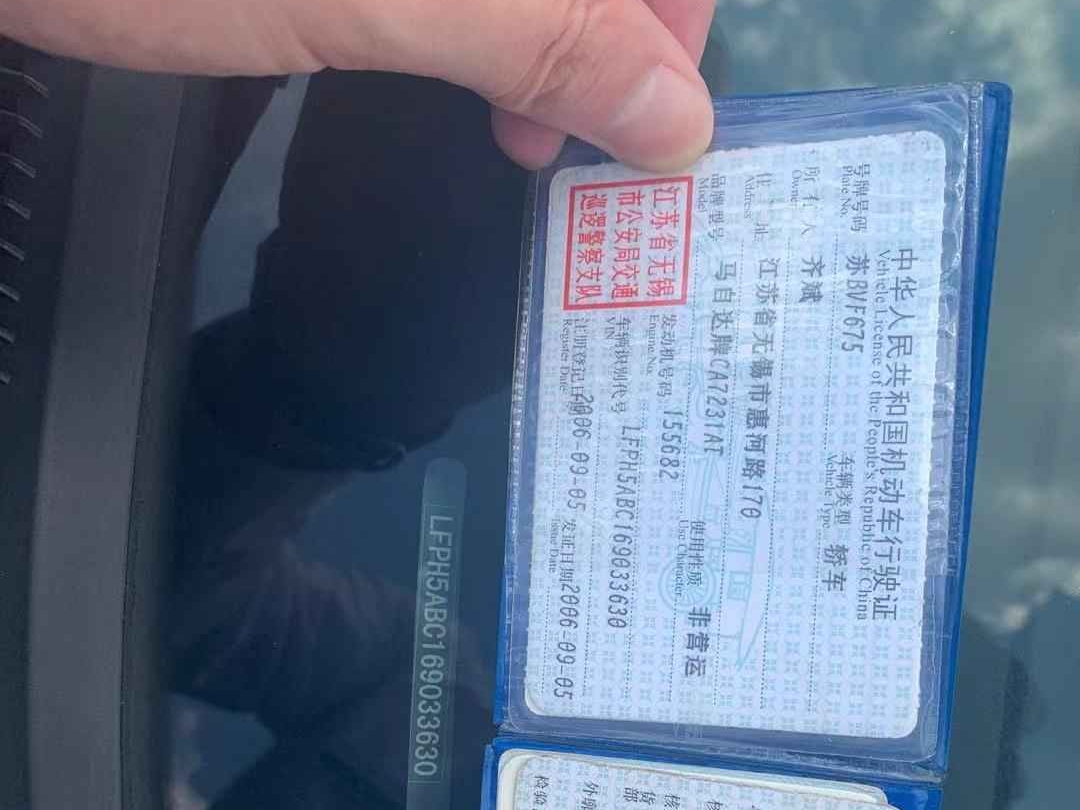 中华人民共和国机动车行驶证
Vehicle License of the People's Republic of China
号牌号码 苏BVF675 车辆类型 轿车
Plate No. Vehicle Type
所有人 齐斌
Owner
住址 江苏省无锡市惠河路170
Address
品牌型号 马自达牌CA7231AT 使用性质 非营运
Model Use Character
江苏省无锡
市公安局交通
巡逻警察支队
发动机号码 155682
Engine No.
车辆识别代号 LFPH5ABC169033630
VIN
注册登记日期 2006-09-05 发证日期 2006-09-05
Register Date Issue Date
LFPH5ABC169033630
检验
外廓